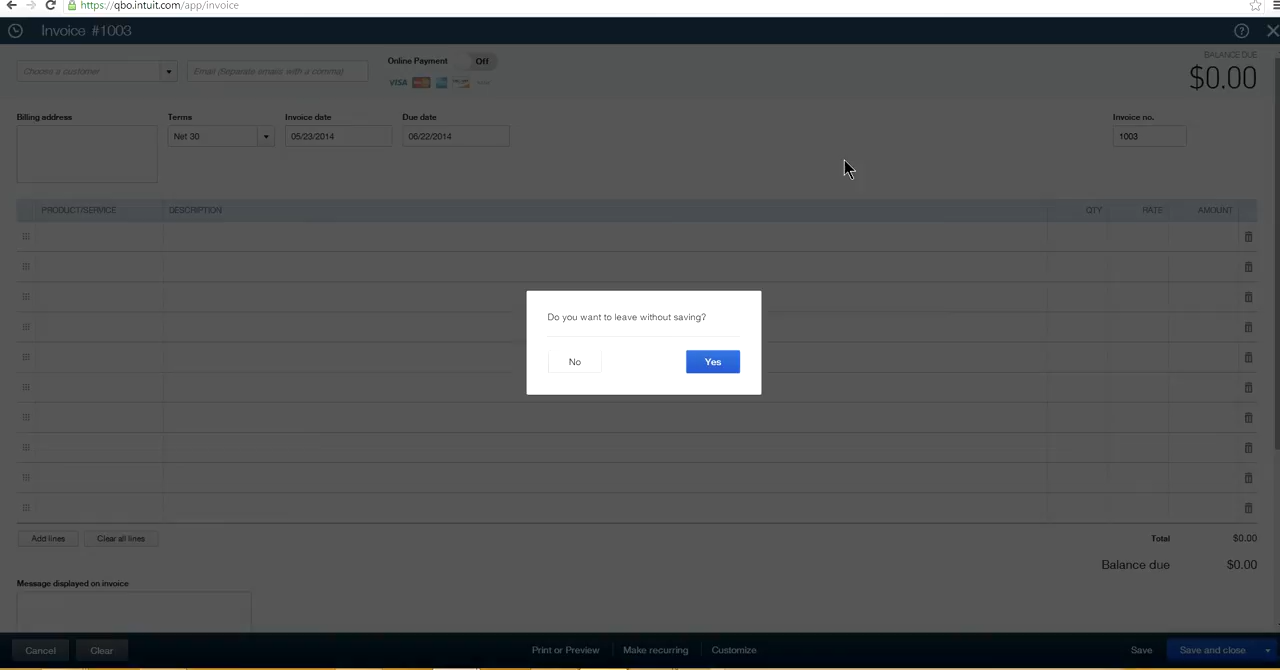 https://qbo.intuit.com/app/invoice
Invoice #1003
Choose a customer
Email (Separate emails with a comma)
Online Payment Off
VISA
BALANCE DUE
$0.00
Billing address
Terms
Net 30
Invoice date
05/23/2014
Due date
06/22/2014
Invoice no.
1003
PRODUCT/SERVICE DESCRIPTION QTY RATE AMOUNT
Do you want to leave without saving?
No Yes
Add lines Clear all lines
Total $0.00
Balance due $0.00
Message displayed on invoice
Cancel Clear Print or Preview Make recurring Customize Save Save and close